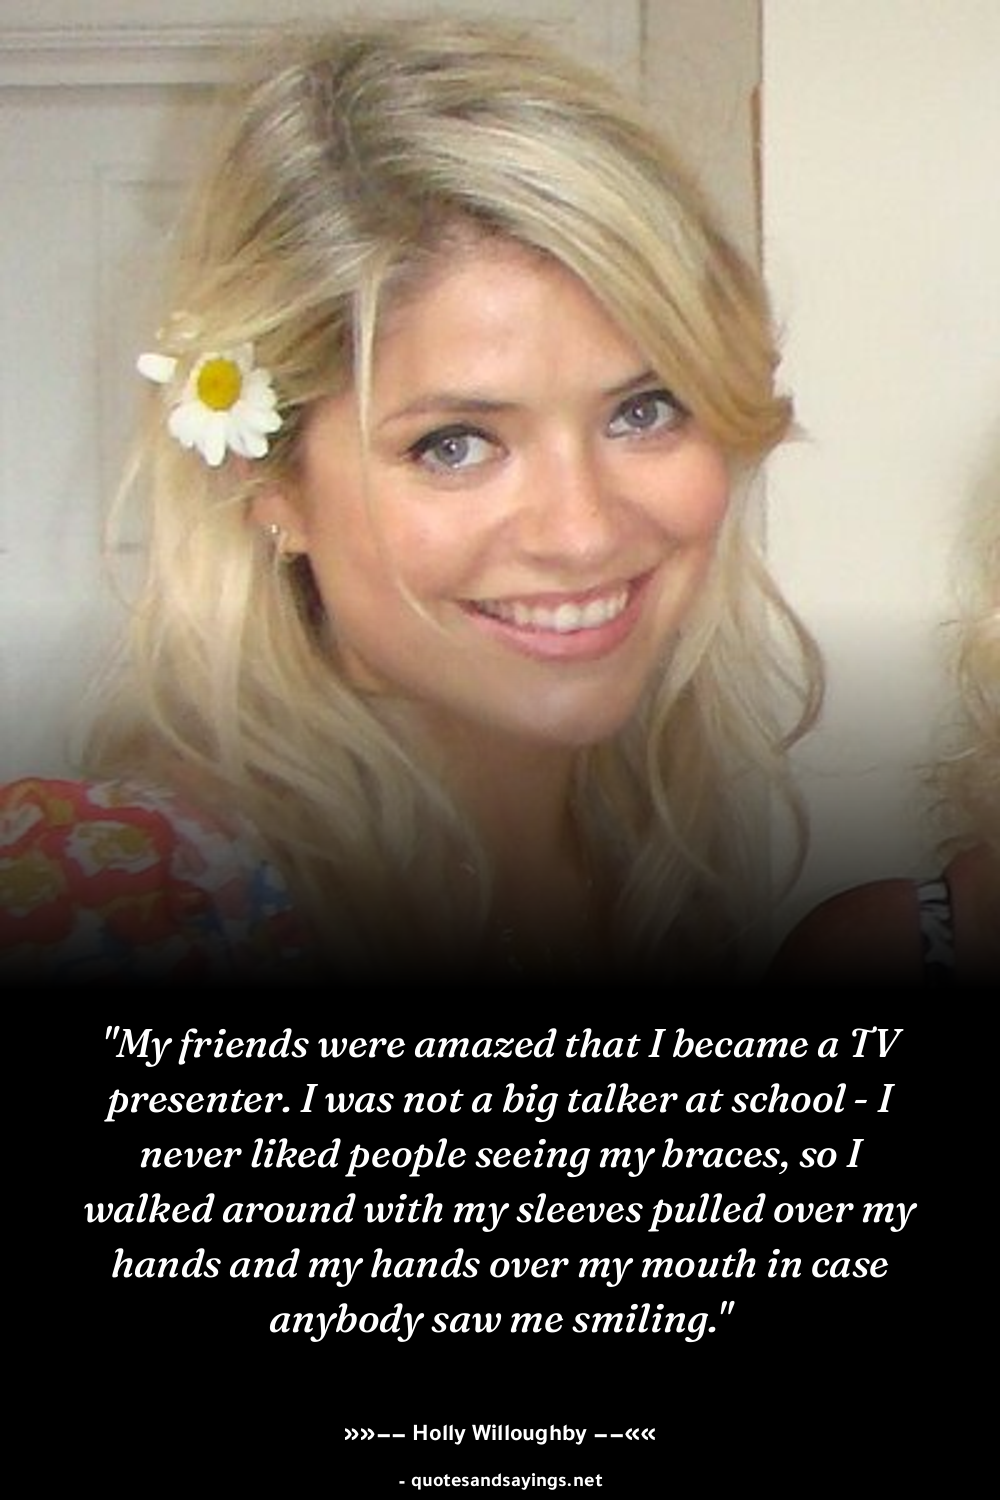 "My friends were amazed that I became a TV
presenter. I was not a big talker at school - I
never liked people seeing my braces, so I
walked around with my sleeves pulled over my
hands and my hands over my mouth in case
anybody saw me smiling."
»»–– Holly Willoughby ––««
- quotesandsayings.net